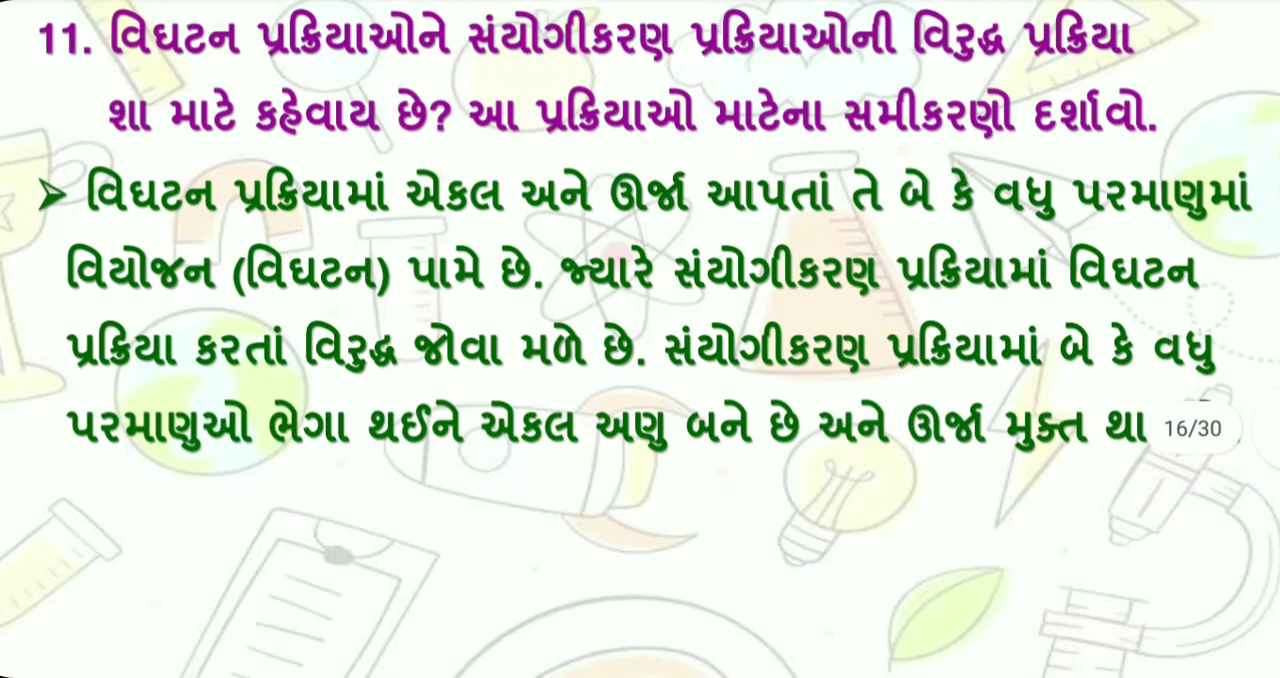 11. વિઘટન પ્રક્રિયાઓને સંયોગીકરણ પ્રક્રિયાઓની વિરુદ્ધ પ્રક્રિયા
શા માટે કહેવાય છે? આ પ્રક્રિયાઓ માટેના સમીકરણો દર્શાવો.
➢ વિઘટન પ્રક્રિયામાં એકલ અને ઊર્જા આપતાં તે બે કે વધુ પરમાણુમાં
વિયોજન (વિઘટન) પામે છે. જ્યારે સંયોગીકરણ પ્રક્રિયામાં વિઘટન
પ્રક્રિયા કરતાં વિરુદ્ધ જોવા મળે છે. સંયોગીકરણ પ્રક્રિયામાં બે કે વધુ
પરમાણુઓ ભેગા થઈને એકલ અણુ બને છે અને ઊર્જા મુક્ત થા
16/30